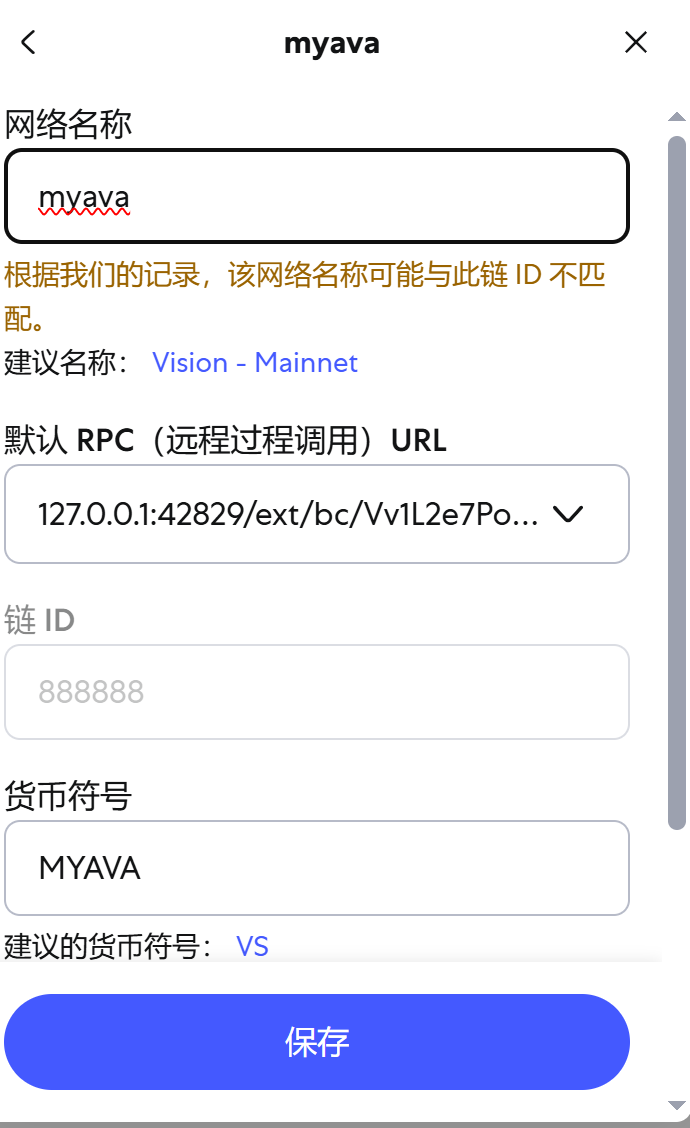 myava
网络名称
myava
根据我们的记录，该网络名称可能与此链 ID 不匹
配。
建议名称： Vision - Mainnet
默认 RPC（远程过程调用）URL
127.0.0.1:42829/ext/bc/Vv1L2e7Po...
链 ID
888888
货币符号
MYAVA
建议的货币符号： VS
保存